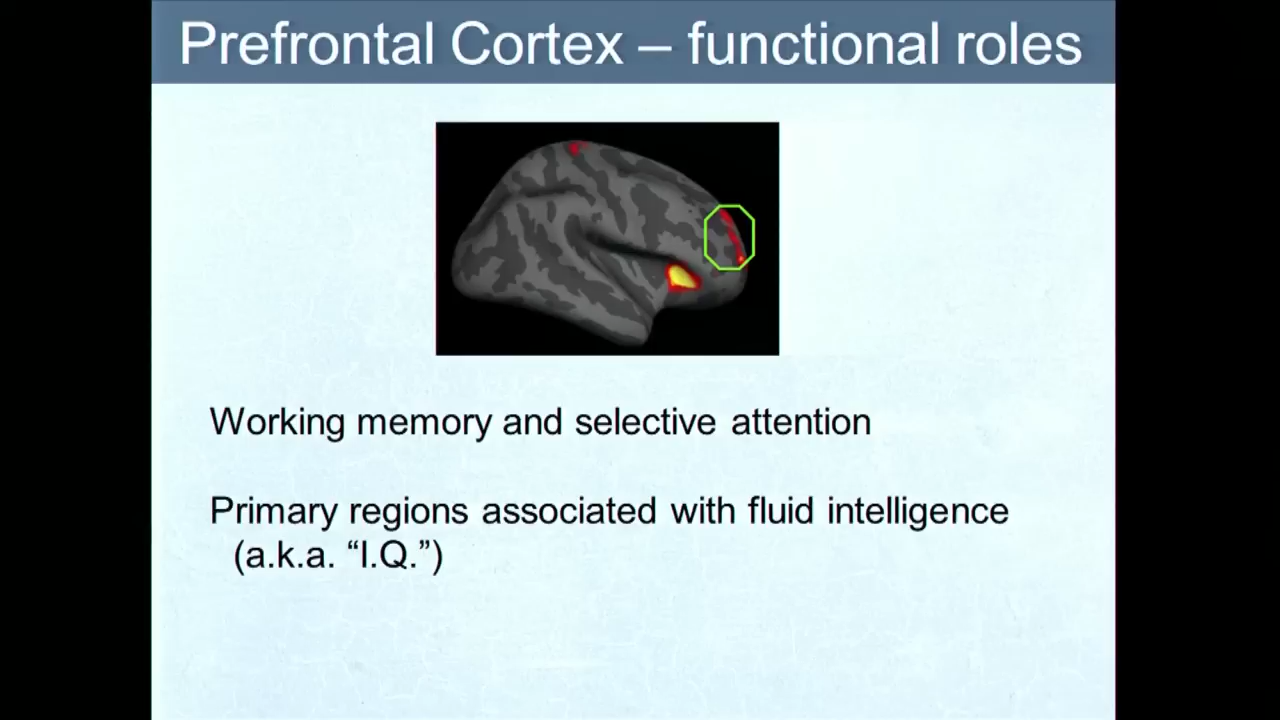 Prefrontal Cortex – functional roles
Working memory and selective attention
Primary regions associated with fluid intelligence
(a.k.a. “I.Q.”)